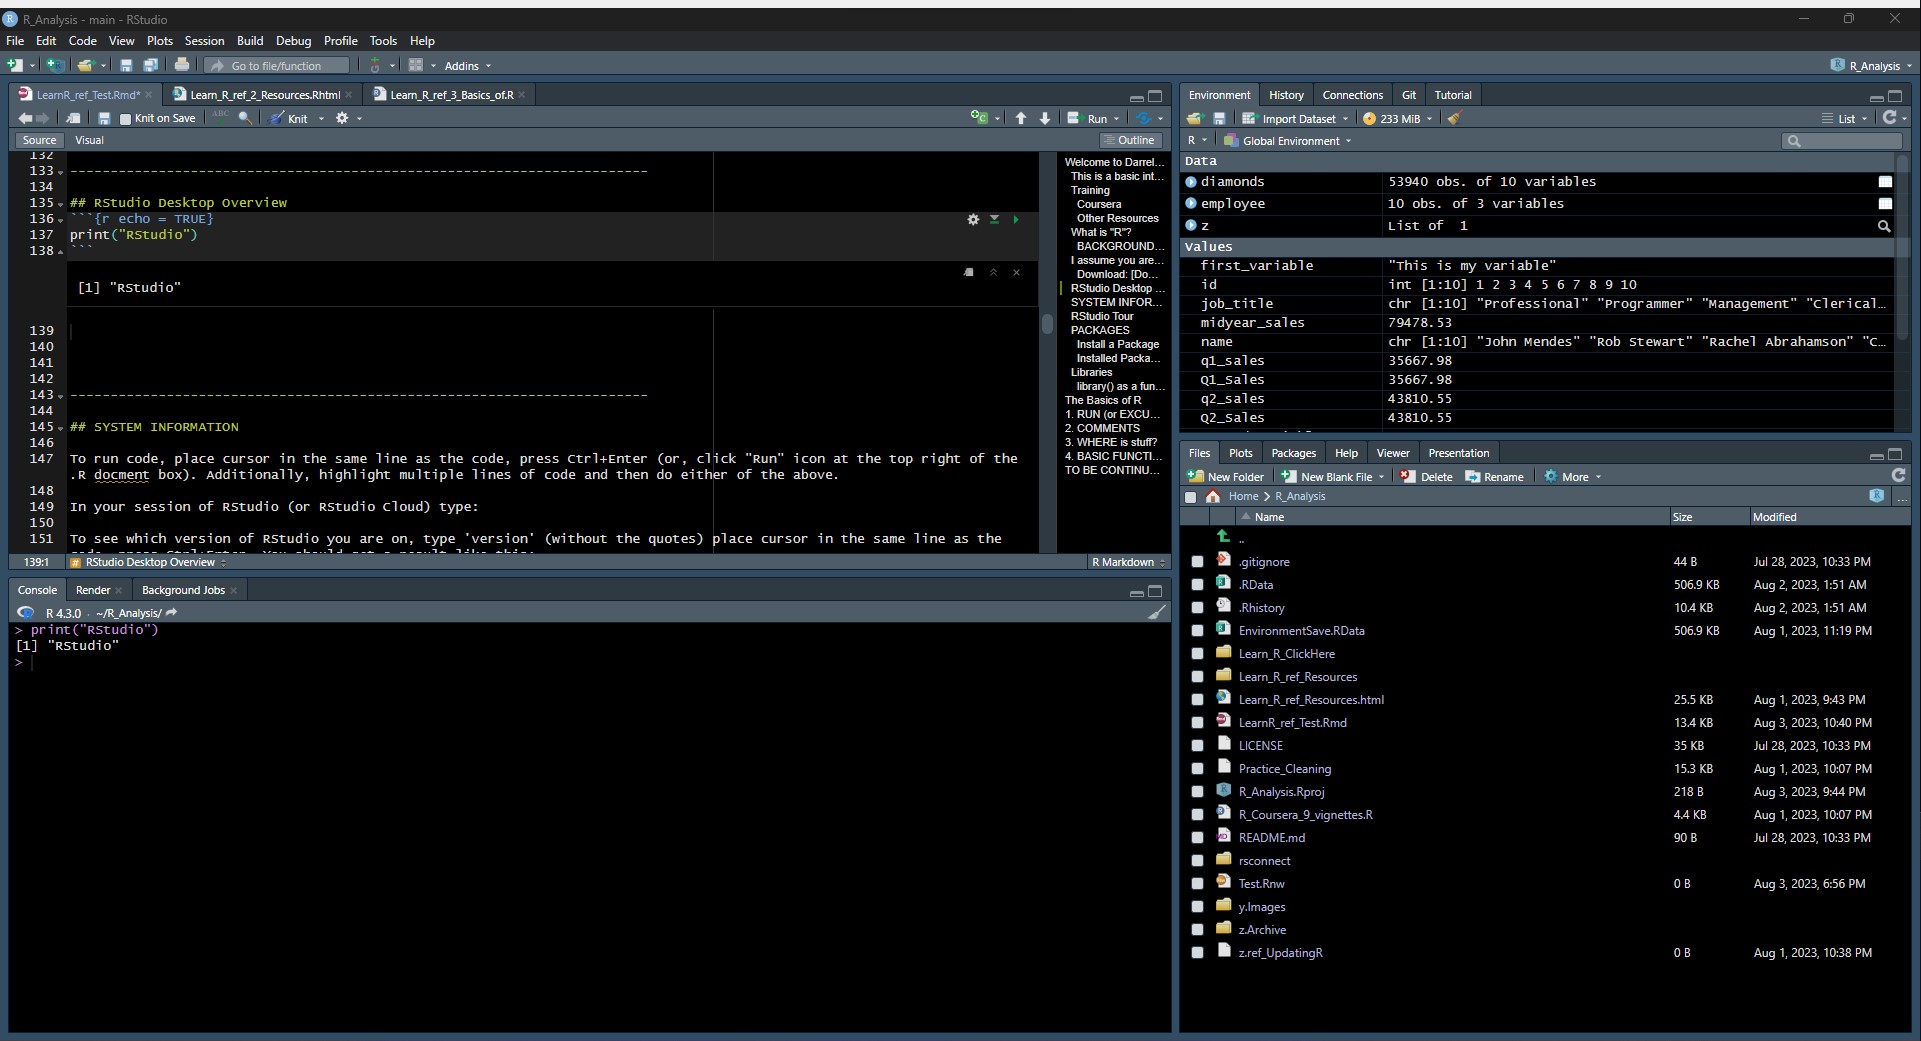 R_Analysis - main - RStudio
File Edit Code View Plots Session Build Debug Profile Tools Help
Go to file/function Addins R_Analysis
LearnR_ref_Test.Rmd* Learn_R_ref_2_Resources.Rhtml Learn_R_ref_3_Basics_of.R
ABC Knit on Save Knit Run
Source Visual Outline
132
133 ------------------------------------------------------------------------
134
135 ## RStudio Desktop Overview
136 ```{r echo = TRUE}
137 print("RStudio")
138 ```
[1] "RStudio"
139
140
141
142
143 ------------------------------------------------------------------------
144
145 ## SYSTEM INFORMATION
146
147 To run code, place cursor in the same line as the code, press Ctrl+Enter (or, click "Run" icon at the top right of the
.R docment box). Additionally, highlight multiple lines of code and then do either of the above.
148
149 In your session of RStudio (or RStudio Cloud) type:
150
151 To see which version of RStudio you are on, type 'version' (without the quotes) place cursor in the same line as the
139:1 RStudio Desktop Overview R Markdown
Welcome to Darrel...
This is a basic int...
Training
Coursera
Other Resources
What is "R"?
BACKGROUND...
I assume you are...
Download: [Do...
RStudio Desktop ...
SYSTEM INFOR...
RStudio Tour
PACKAGES
Install a Package
Installed Packa...
Libraries
library() as a fun...
The Basics of R
1. RUN (or EXCU...
2. COMMENTS
3. WHERE is stuff?
4. BASIC FUNCTI...
TO BE CONTINU...
Console Render Background Jobs
R 4.3.0 · ~/R_Analysis/
> print("RStudio")
[1] "RStudio"
>
Environment History Connections Git Tutorial
Import Dataset 233 MiB List
R Global Environment
Data
diamonds 53940 obs. of 10 variables
employee 10 obs. of 3 variables
z List of 1
Values
first_variable "This is my variable"
id int [1:10] 1 2 3 4 5 6 7 8 9 10
job_title chr [1:10] "Professional" "Programmer" "Management" "Clerical...
midyear_sales 79478.53
name chr [1:10] "John Mendes" "Rob Stewart" "Rachel Abrahamson" "C...
q1_sales 35667.98
Q1_Sales 35667.98
q2_sales 43810.55
Q2_Sales 43810.55
Files Plots Packages Help Viewer Presentation
New Folder New Blank File Delete Rename More
Home R_Analysis ...
Name Size Modified
..
.gitignore 44 B Jul 28, 2023, 10:33 PM
.RData 506.9 KB Aug 2, 2023, 1:51 AM
.Rhistory 10.4 KB Aug 2, 2023, 1:51 AM
EnvironmentSave.RData 506.9 KB Aug 1, 2023, 11:19 PM
Learn_R_ClickHere
Learn_R_ref_Resources
Learn_R_ref_Resources.html 25.5 KB Aug 1, 2023, 9:43 PM
LearnR_ref_Test.Rmd 13.4 KB Aug 3, 2023, 10:40 PM
LICENSE 35 KB Jul 28, 2023, 10:33 PM
Practice_Cleaning 15.3 KB Aug 1, 2023, 10:07 PM
R_Analysis.Rproj 218 B Aug 3, 2023, 9:44 PM
R_Coursera_9_vignettes.R 4.4 KB Aug 1, 2023, 10:07 PM
README.md 90 B Jul 28, 2023, 10:33 PM
rsconnect
Test.Rnw 0 B Aug 3, 2023, 6:56 PM
y.Images
z.Archive
z.ref_UpdatingR 0 B Aug 1, 2023, 10:38 PM